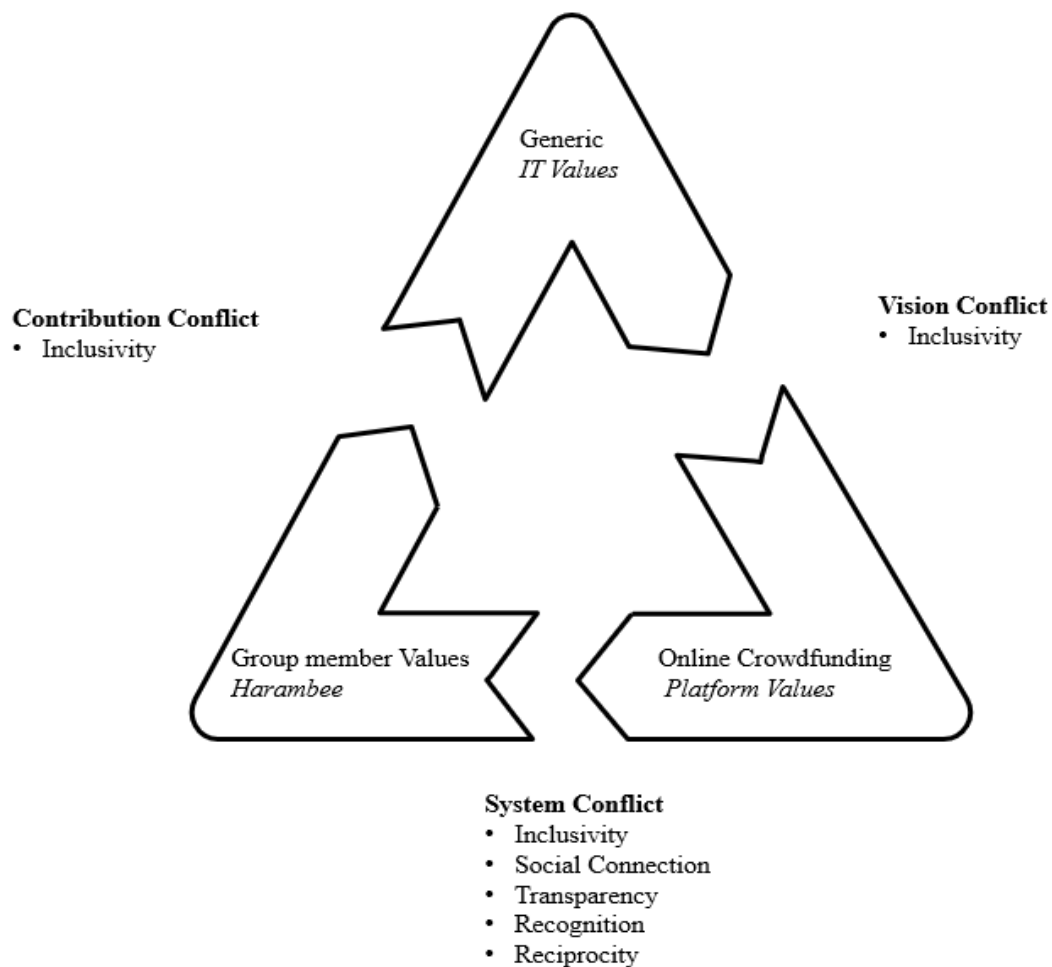 Generic
IT Values
Contribution Conflict
• Inclusivity
Vision Conflict
• Inclusivity
Group member Values
Harambee
Online Crowdfunding
Platform Values
System Conflict
• Inclusivity
• Social Connection
• Transparency
• Recognition
• Reciprocity